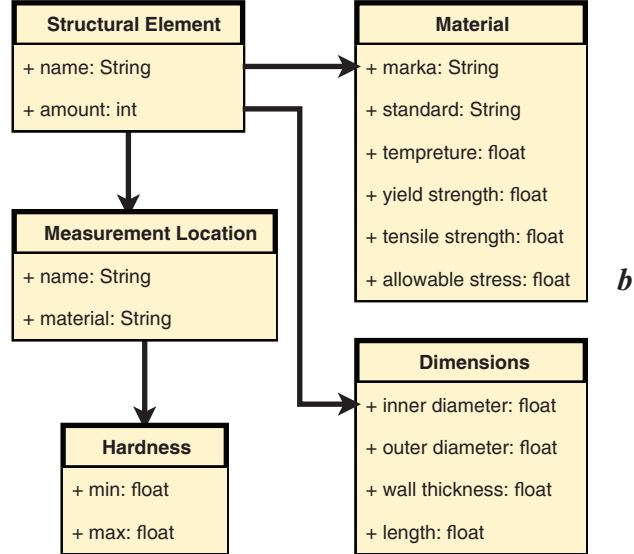 Structural Element
+ name: String
+ amount: int
Material
+ marka: String
+ standard: String
+ tempreture: float
+ yield strength: float
+ tensile strength: float
+ allowable stress: float
Measurement Location
+ name: String
+ material: String
b
Hardness
+ min: float
+ max: float
Dimensions
+ inner diameter: float
+ outer diameter: float
+ wall thickness: float
+ length: float